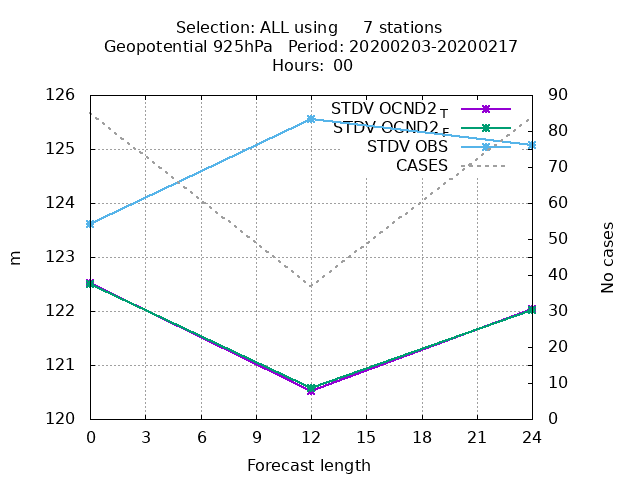 Selection: ALL using 7 stations
Geopotential 925hPa Period: 20200203-20200217
Hours: 00
126
125
124
123
122
121
120
m
90
80
70
60
50
40
30
20
10
0
No cases
STDV OCND2_T
STDV OCND2_F
STDV OBS
CASES
0 3 6 9 12 15 18 21 24
Forecast length